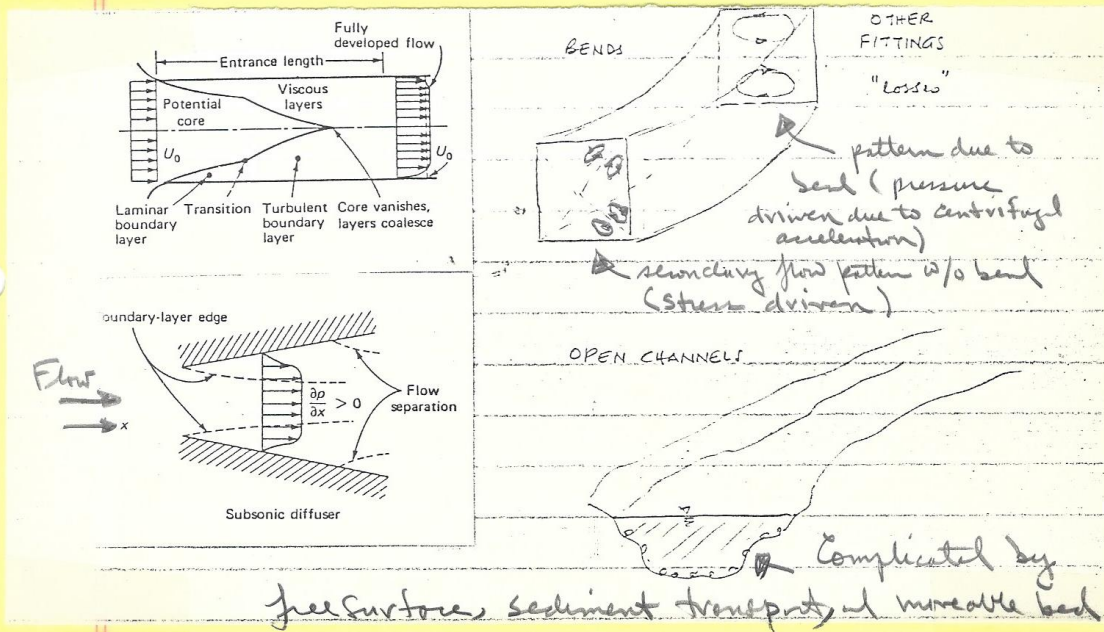 Fully
developed flow
Entrance length
Potential
core
Viscous
layers
U₀
U₀
Laminar
boundary
layer
Transition
Turbulent
boundary
layer
Core vanishes,
layers coalesce
BENDS
OTHER
FITTINGS
"losses"
pattern due to
bend (pressure
driven due to centrifugal
acceleration)
secondary flow pattern w/o bend
(stress driven)
oundary-layer edge
Flow
x
∂p/∂x > 0
Flow
separation
Subsonic diffuser
OPEN CHANNELS
Complicated by
free surface, sediment transport, moveable bed